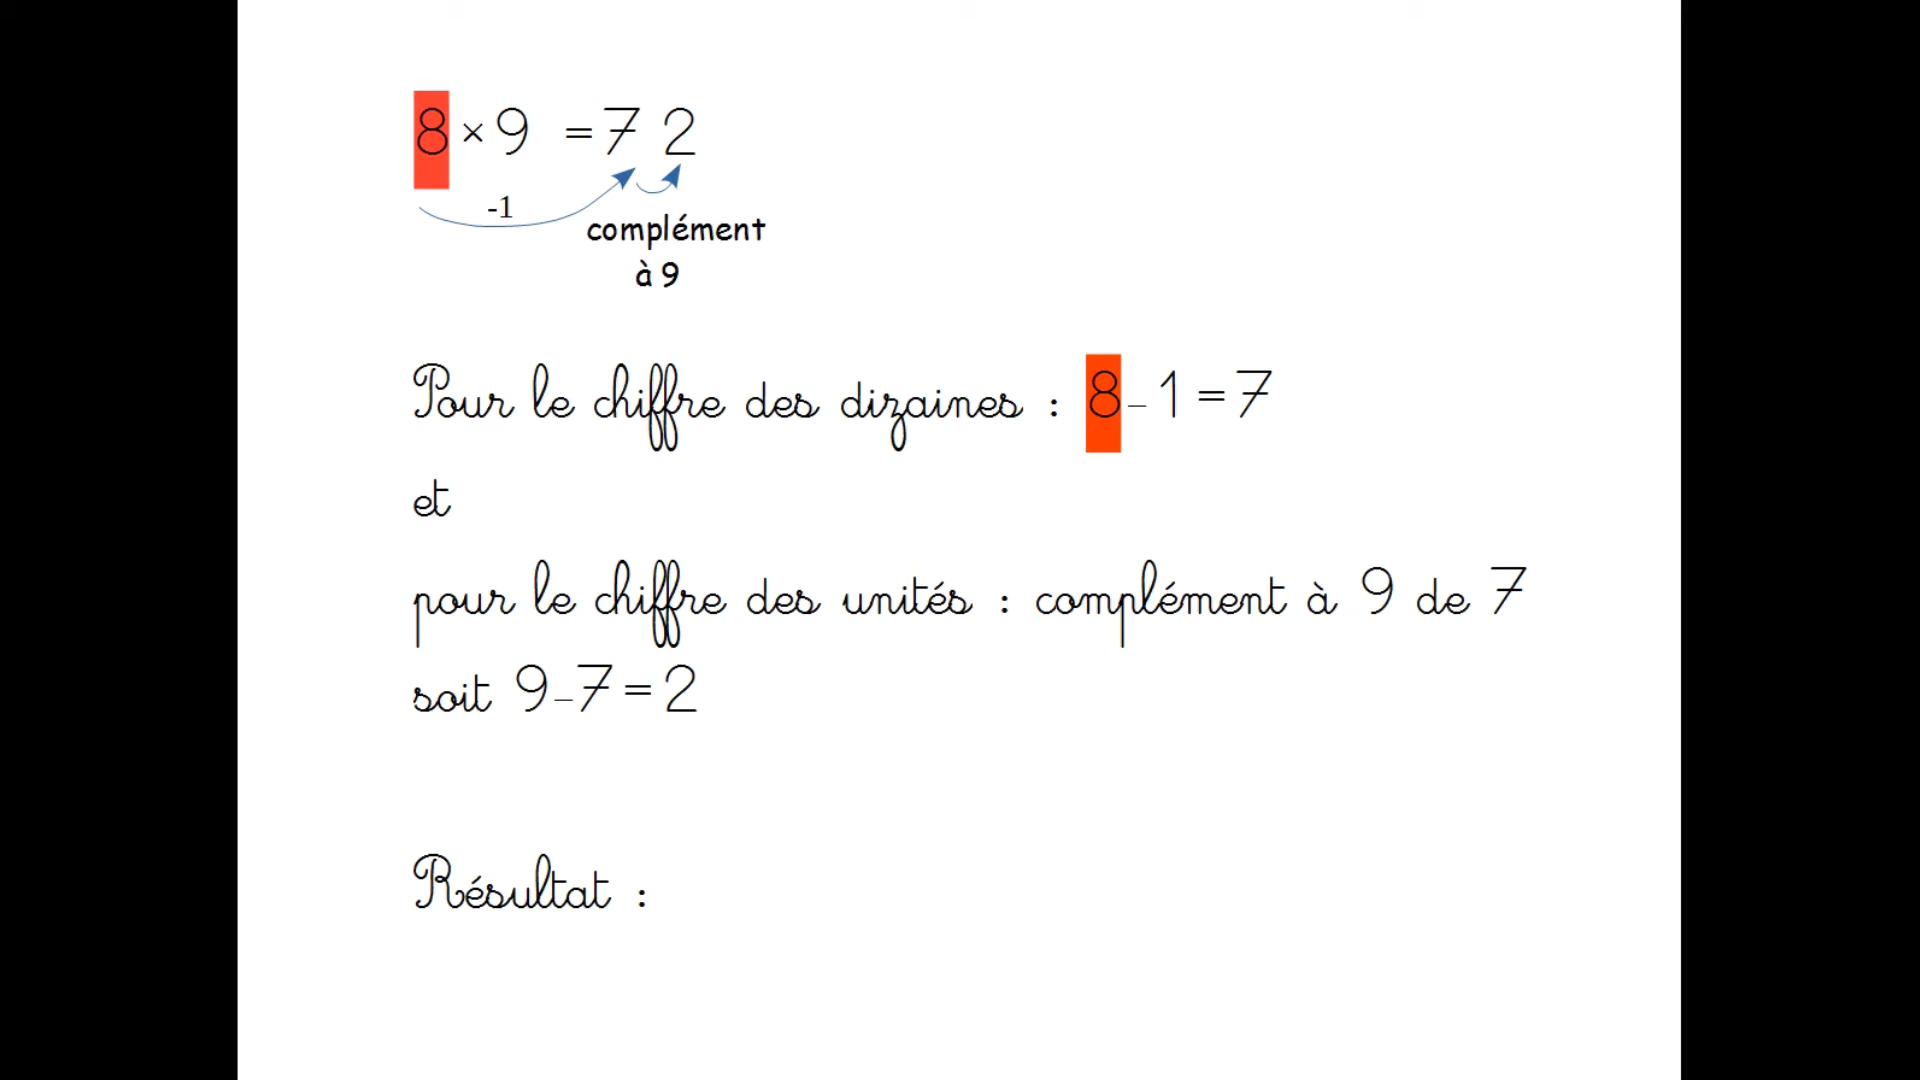 8 × 9 = 7 2
-1
complément
à 9
Pour le chiffre des dizaines : 8 - 1 = 7
et
pour le chiffre des unités : complément à 9 de 7
soit 9 - 7 = 2
Résultat :